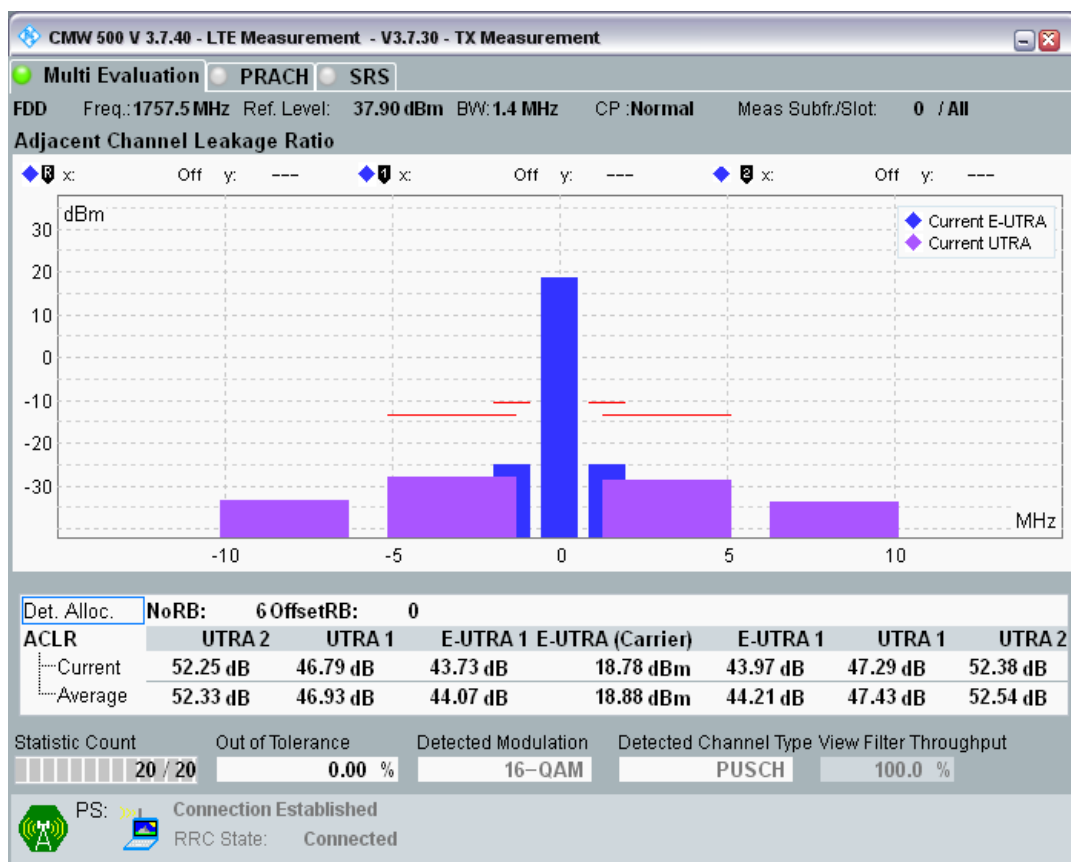 CMW 500 V 3.7.40 - LTE Measurement - V3.7.30 - TX Measurement
Multi Evaluation PRACH SRS
FDD Freq.: 1757.5 MHz Ref. Level: 37.90 dBm BW: 1.4 MHz CP :Normal Meas Subfr./Slot: 0 / All
Adjacent Channel Leakage Ratio
R x: Off y: --- 1 x: Off y: --- 2 x: Off y: ---
dBm
Current E-UTRA
Current UTRA
30
20
10
0
-10
-20
-30
MHz
-10 -5 0 5 10
Det. Alloc. NoRB: 6 OffsetRB: 0
ACLR UTRA 2 UTRA 1 E-UTRA 1 E-UTRA (Carrier) E-UTRA 1 UTRA 1 UTRA 2
Current 52.25 dB 46.79 dB 43.73 dB 18.78 dBm 43.97 dB 47.29 dB 52.38 dB
Average 52.33 dB 46.93 dB 44.07 dB 18.88 dBm 44.21 dB 47.43 dB 52.54 dB
Statistic Count Out of Tolerance Detected Modulation Detected Channel Type View Filter Throughput
20 / 20 0.00 % 16-QAM PUSCH 100.0 %
PS: Connection Established
RRC State: Connected